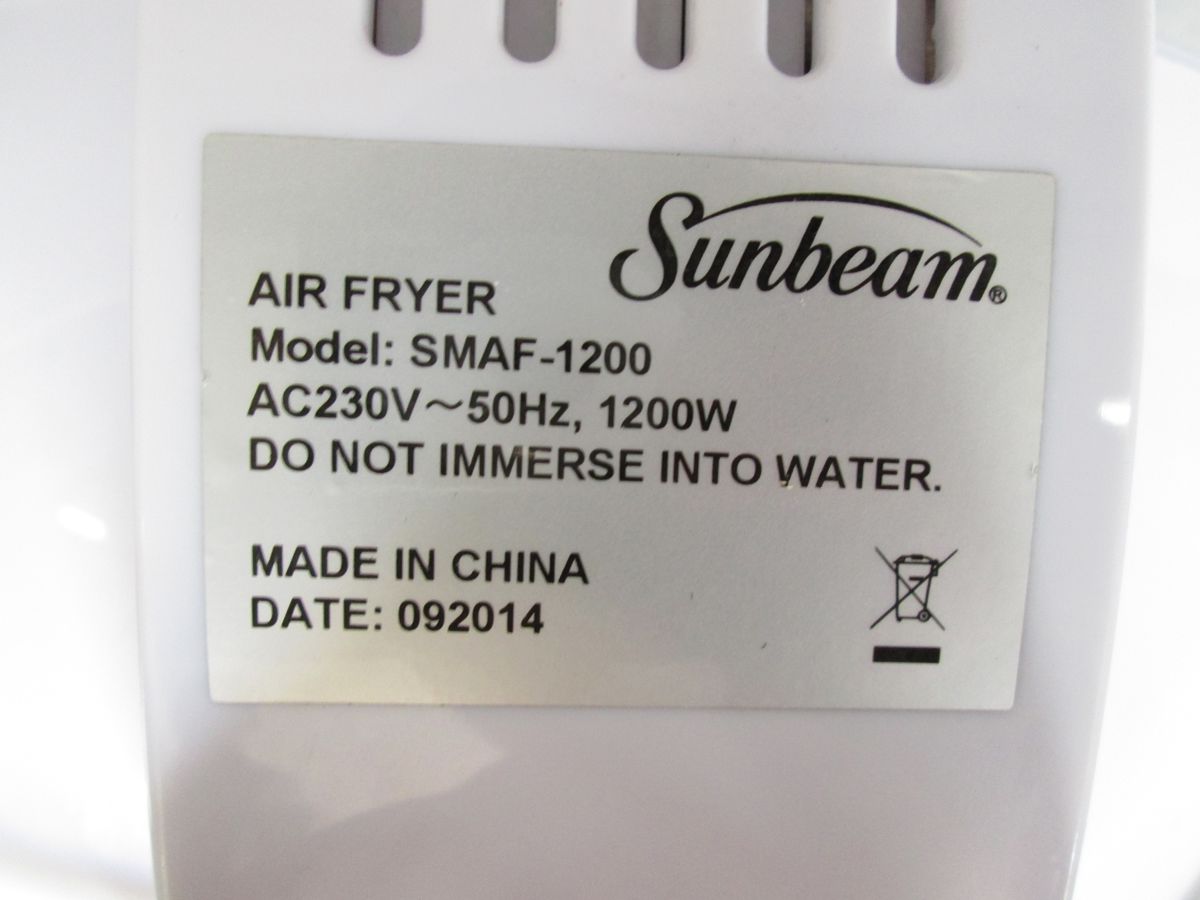 Sunbeam®
AIR FRYER
Model: SMAF-1200
AC230V～50Hz, 1200W
DO NOT IMMERSE INTO WATER.
MADE IN CHINA
DATE: 092014